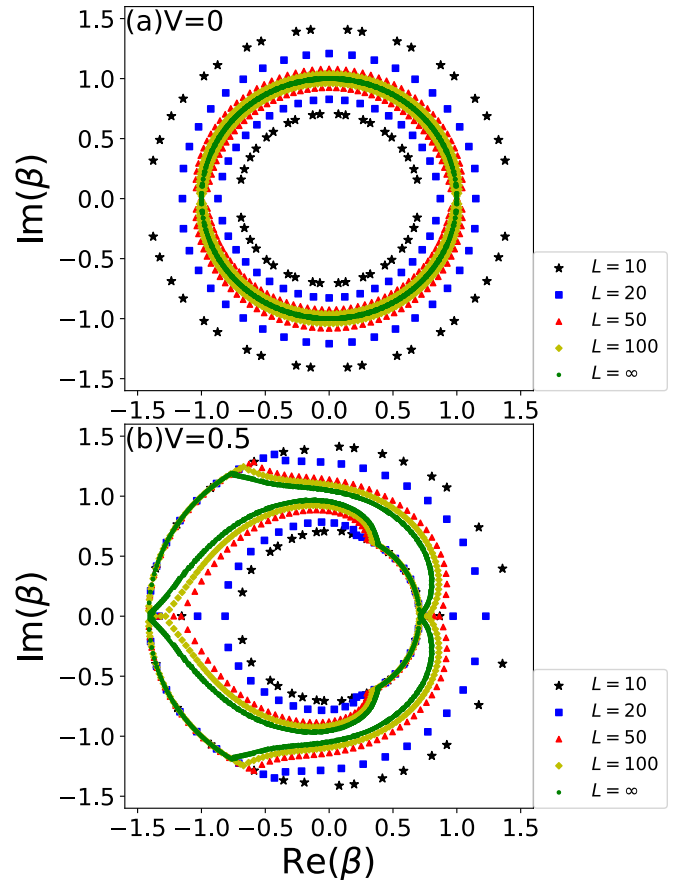 (a)V=0
1.5
1.0
0.5
0.0
−0.5
−1.0
−1.5
Im(β)
−1.5 −1.0 −0.5 0.0 0.5 1.0 1.5
L = 10
L = 20
L = 50
L = 100
L = ∞
(b)V=0.5
1.5
1.0
0.5
0.0
−0.5
−1.0
−1.5
Im(β)
−1.5 −1.0 −0.5 0.0 0.5 1.0 1.5
Re(β)
L = 10
L = 20
L = 50
L = 100
L = ∞